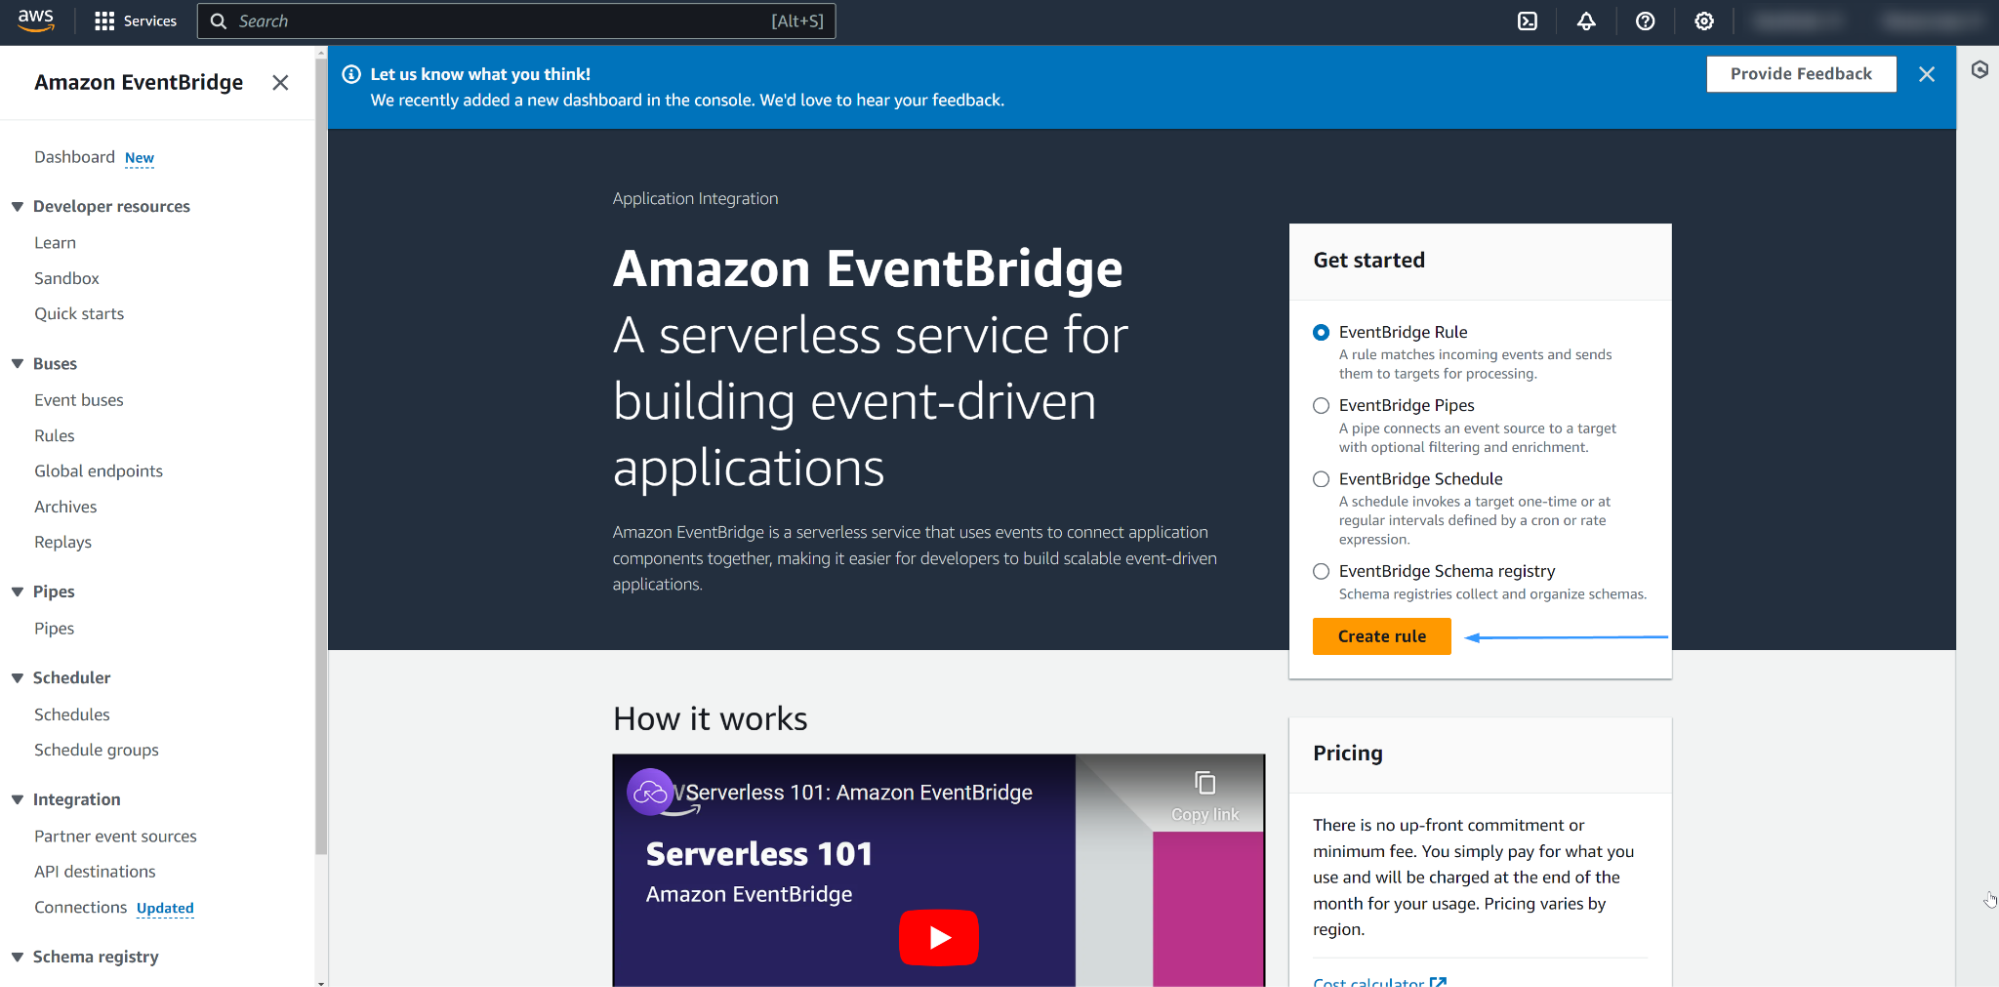 aws
Services
Search
[Alt+S]
Amazon EventBridge
Dashboard New
Developer resources
Learn
Sandbox
Quick starts
Buses
Event buses
Rules
Global endpoints
Archives
Replays
Pipes
Pipes
Scheduler
Schedules
Schedule groups
Integration
Partner event sources
API destinations
Connections Updated
Schema registry
Let us know what you think!
We recently added a new dashboard in the console. We'd love to hear your feedback.
Provide Feedback
Application Integration
Amazon EventBridge
A serverless service for
building event-driven
applications
Amazon EventBridge is a serverless service that uses events to connect application
components together, making it easier for developers to build scalable event-driven
applications.
Get started
EventBridge Rule
A rule matches incoming events and sends
them to targets for processing.
EventBridge Pipes
A pipe connects an event source to a target
with optional filtering and enrichment.
EventBridge Schedule
A schedule invokes a target one-time or at
regular intervals defined by a cron or rate
expression.
EventBridge Schema registry
Schema registries collect and organize schemas.
Create rule
How it works
Serverless 101: Amazon EventBridge
Copy link
Serverless 101
Amazon EventBridge
Pricing
There is no up-front commitment or
minimum fee. You simply pay for what you
use and will be charged at the end of the
month for your usage. Pricing varies by
region.
Cost calculator